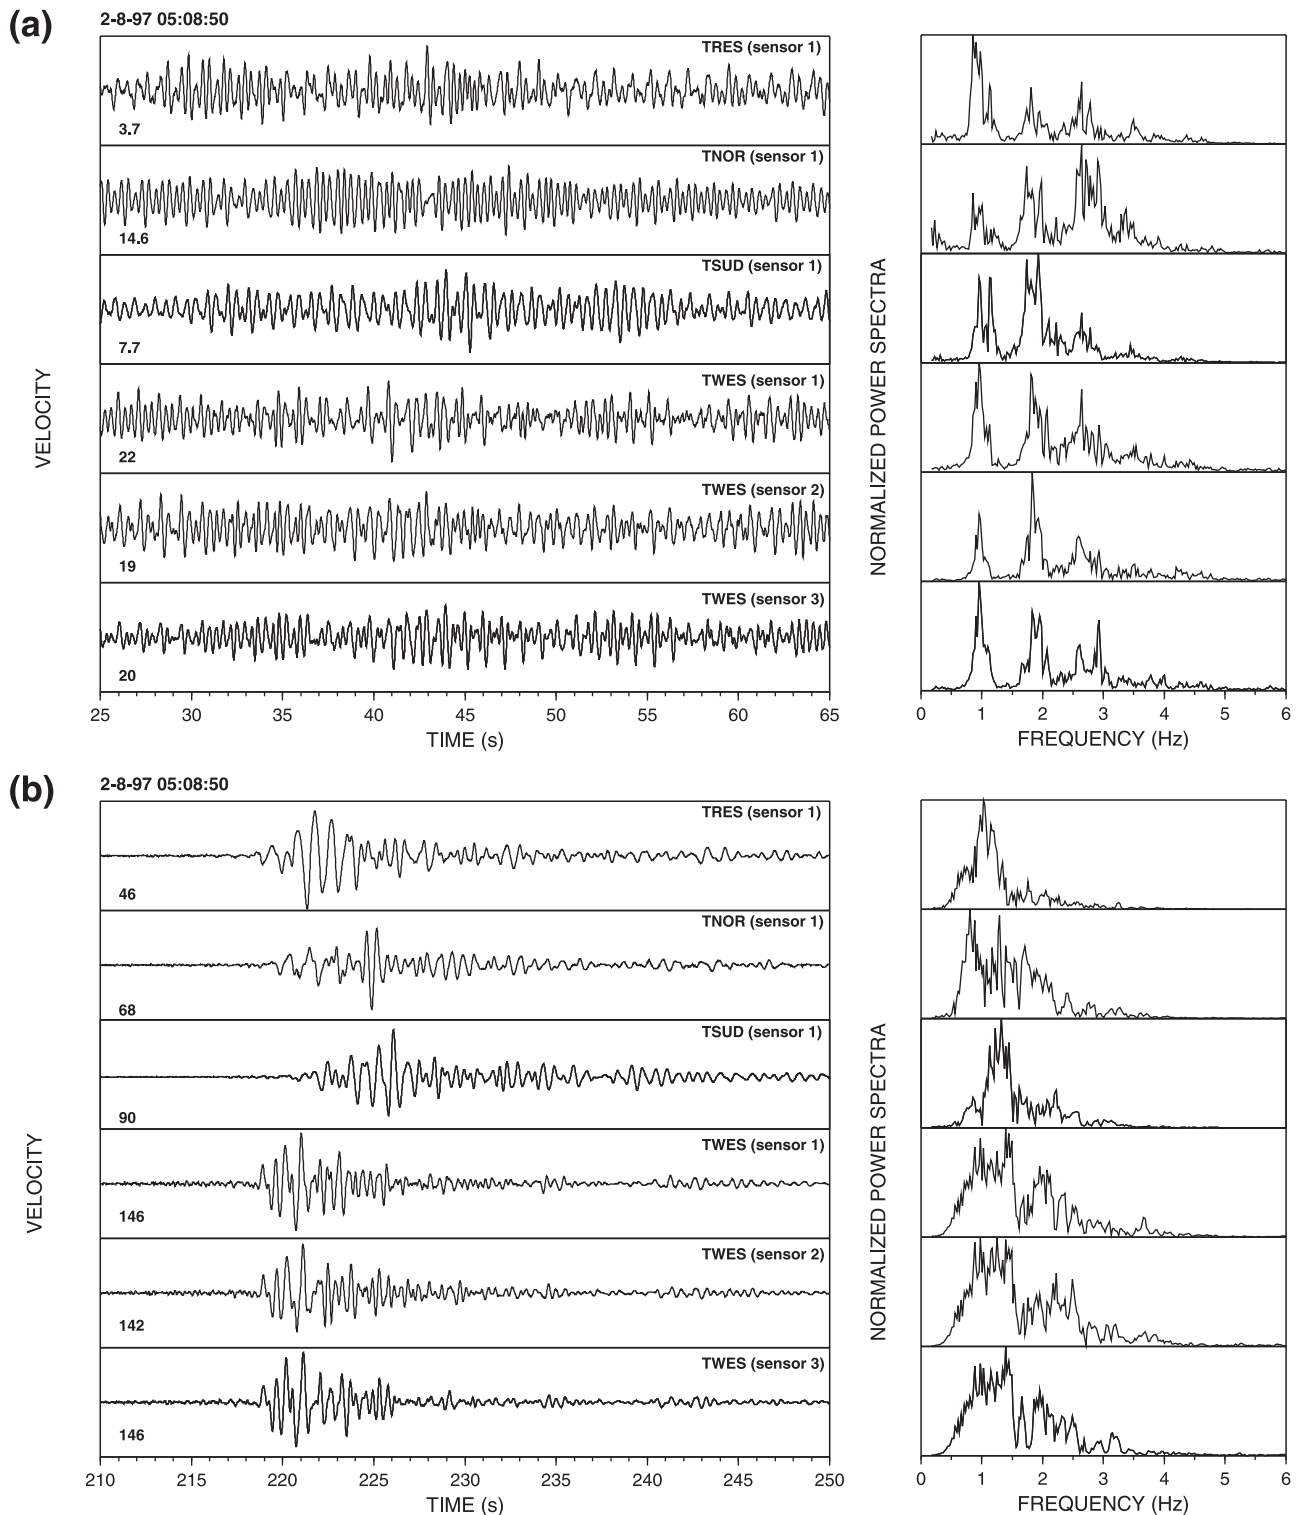 (a)
2-8-97 05:08:50
TRES (sensor 1)
3.7
TNOR (sensor 1)
14.6
TSUD (sensor 1)
7.7
TWES (sensor 1)
22
TWES (sensor 2)
19
TWES (sensor 3)
20
VELOCITY
25 30 35 40 45 50 55 60 65
TIME (s)
NORMALIZED POWER SPECTRA
0 1 2 3 4 5 6
FREQUENCY (Hz)
(b)
2-8-97 05:08:50
TRES (sensor 1)
46
TNOR (sensor 1)
68
TSUD (sensor 1)
90
TWES (sensor 1)
146
TWES (sensor 2)
142
TWES (sensor 3)
146
VELOCITY
210 215 220 225 230 235 240 245 250
TIME (s)
NORMALIZED POWER SPECTRA
0 1 2 3 4 5 6
FREQUENCY (Hz)